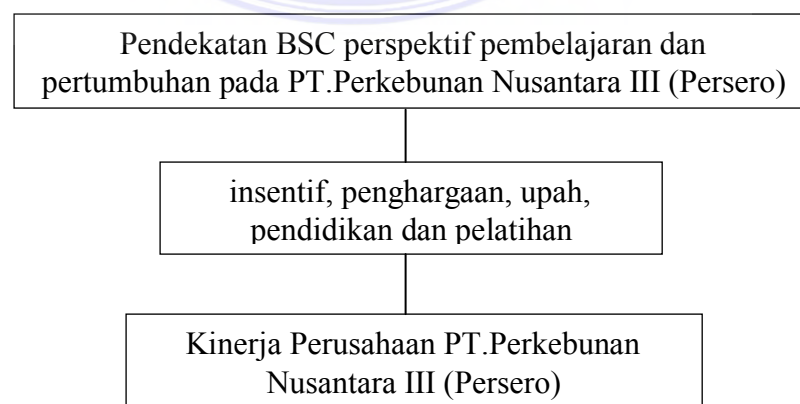 Pendekatan BSC perspektif pembelajaran dan
pertumbuhan pada PT.Perkebunan Nusantara III (Persero)
insentif, penghargaan, upah,
pendidikan dan pelatihan
Kinerja Perusahaan PT.Perkebunan
Nusantara III (Persero)